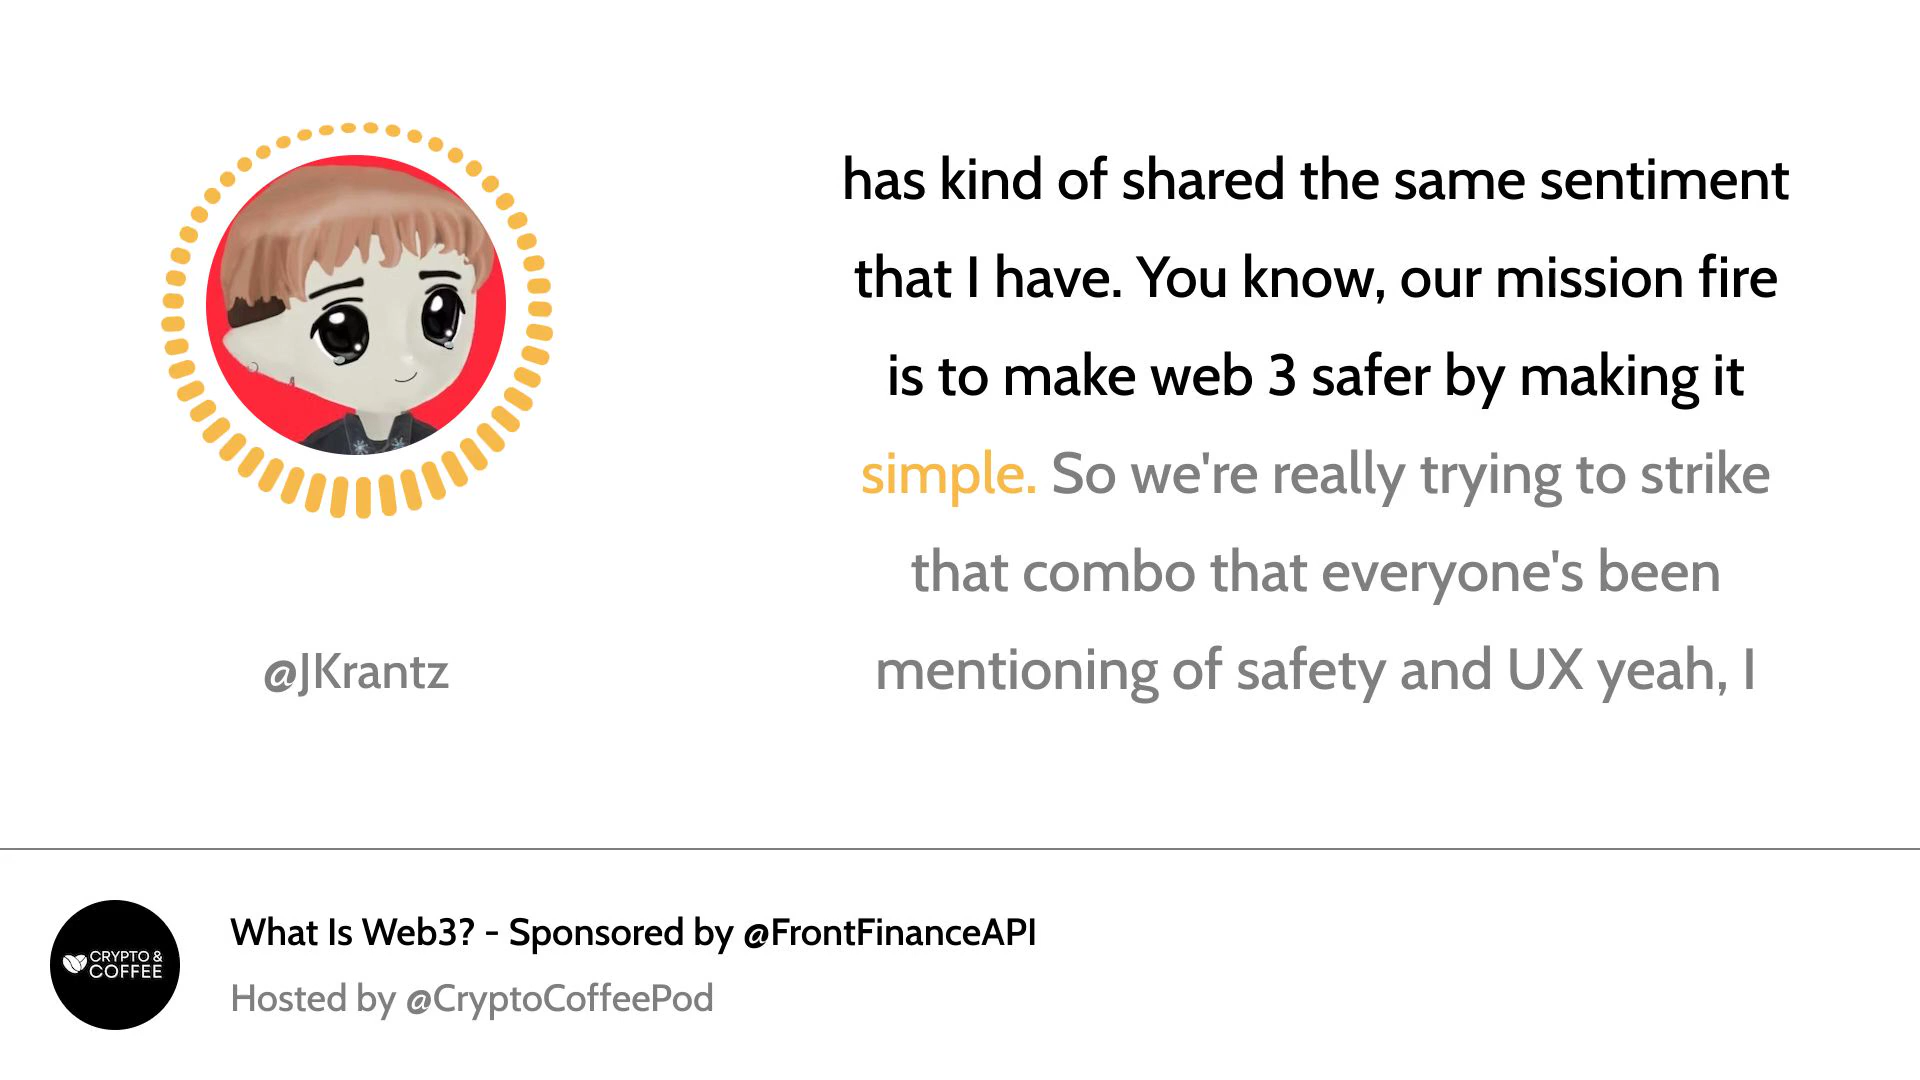 has kind of shared the same sentiment
that I have. You know, our mission fire
is to make web 3 safer by making it
simple. So we're really trying to strike
that combo that everyone's been
mentioning of safety and UX yeah, I
@JKrantz
CRYPTO &
COFFEE
What Is Web3? - Sponsored by @FrontFinanceAPI
Hosted by @CryptoCoffeePod